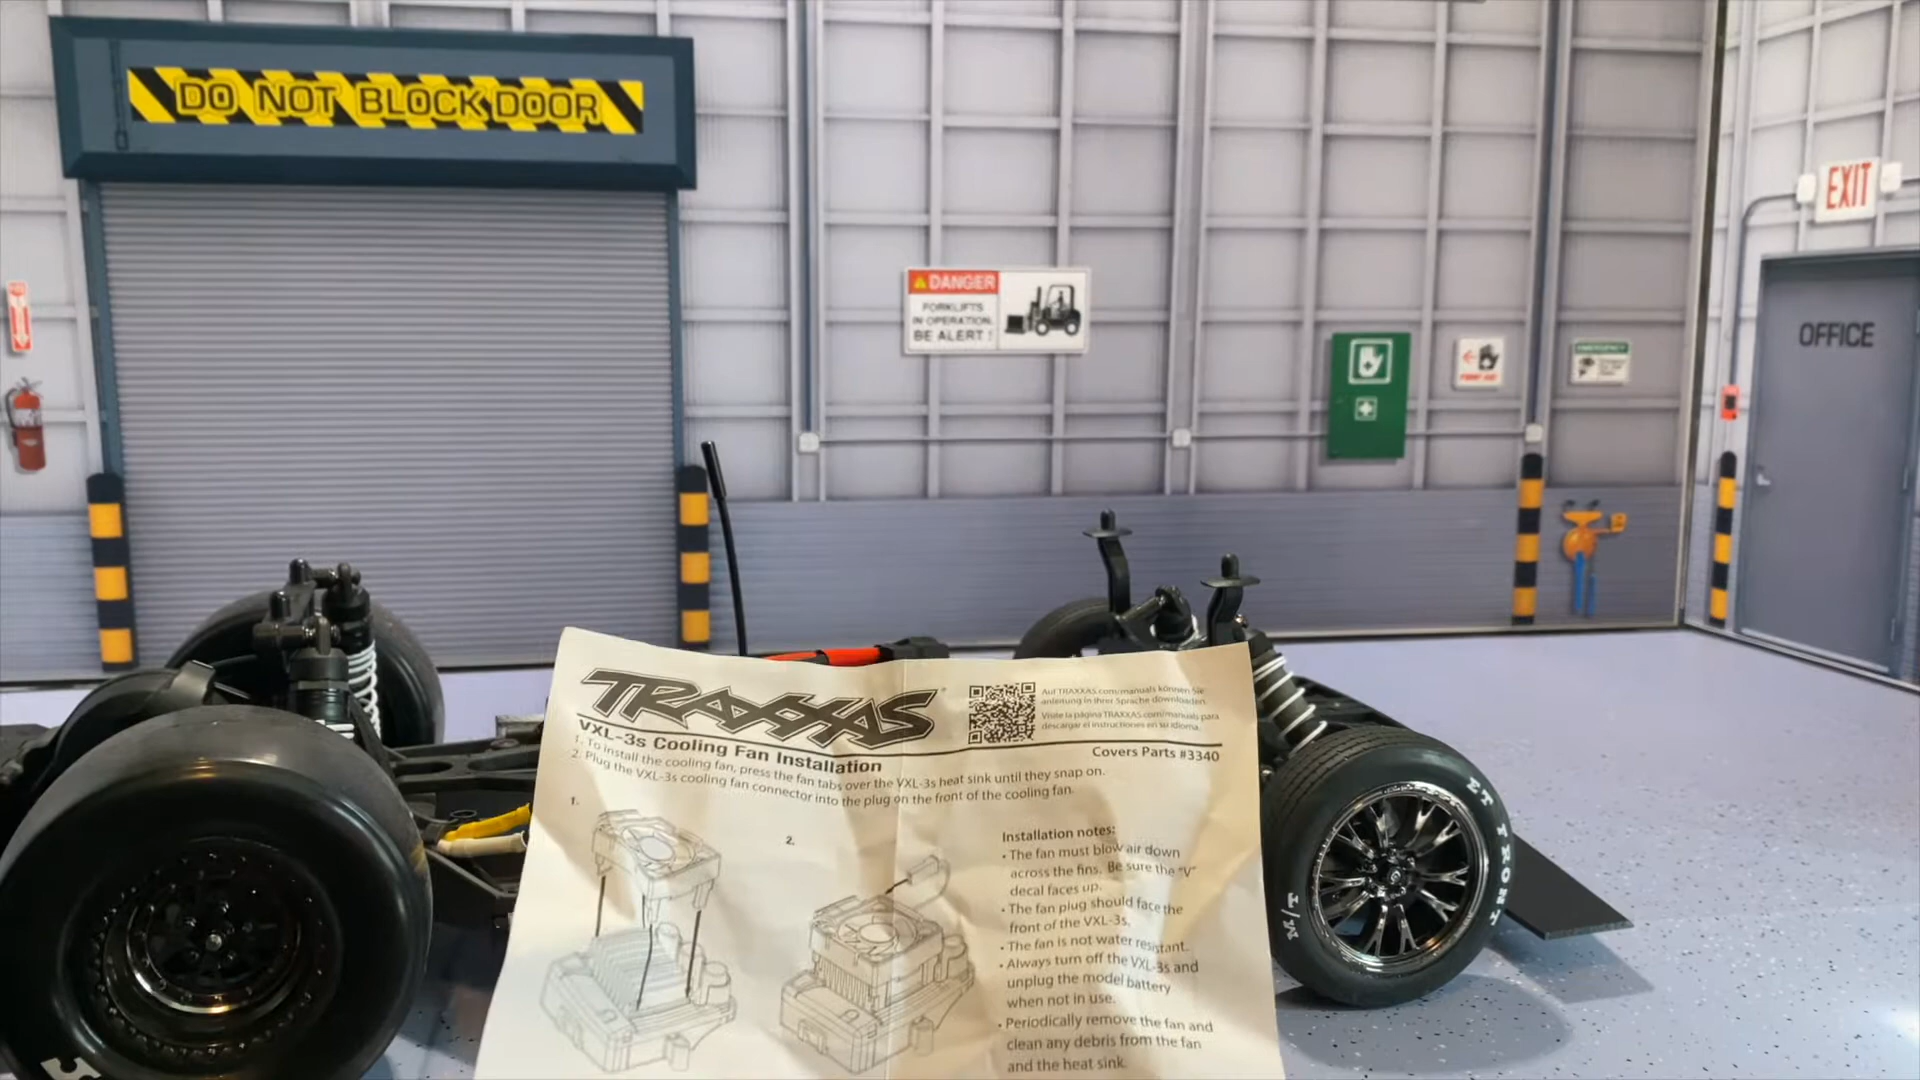 DO NOT BLOCK DOOR
EXIT
DANGER
FORKLIFTS
IN OPERATION.
BE ALERT !
OFFICE
FIRST AID
EMERGENCY
TRAXXAS
Auf TRAXXAS.com/manuals können Sie
anleitung in Ihrer Sprache downloaden.
Visite la página TRAXXAS.com/manuals para
descargar el instructiones en su idioma.
VXL-3s Cooling Fan Installation
Covers Parts #3340
1. To install the cooling fan, press the fan tabs over the VXL-3s heat sink until they snap on.
2. Plug the VXL-3s cooling fan connector into the plug on the front of the cooling fan.
1.
2.
Installation notes:
• The fan must blow air down
across the fins. Be sure the "V"
decal faces up.
• The fan plug should face the
front of the VXL-3s.
• The fan is not water resistant.
• Always turn off the VXL-3s and
unplug the model battery
when not in use.
• Periodically remove the fan and
clean any debris from the fan
and the heat sink.
M/T
ET FRONT